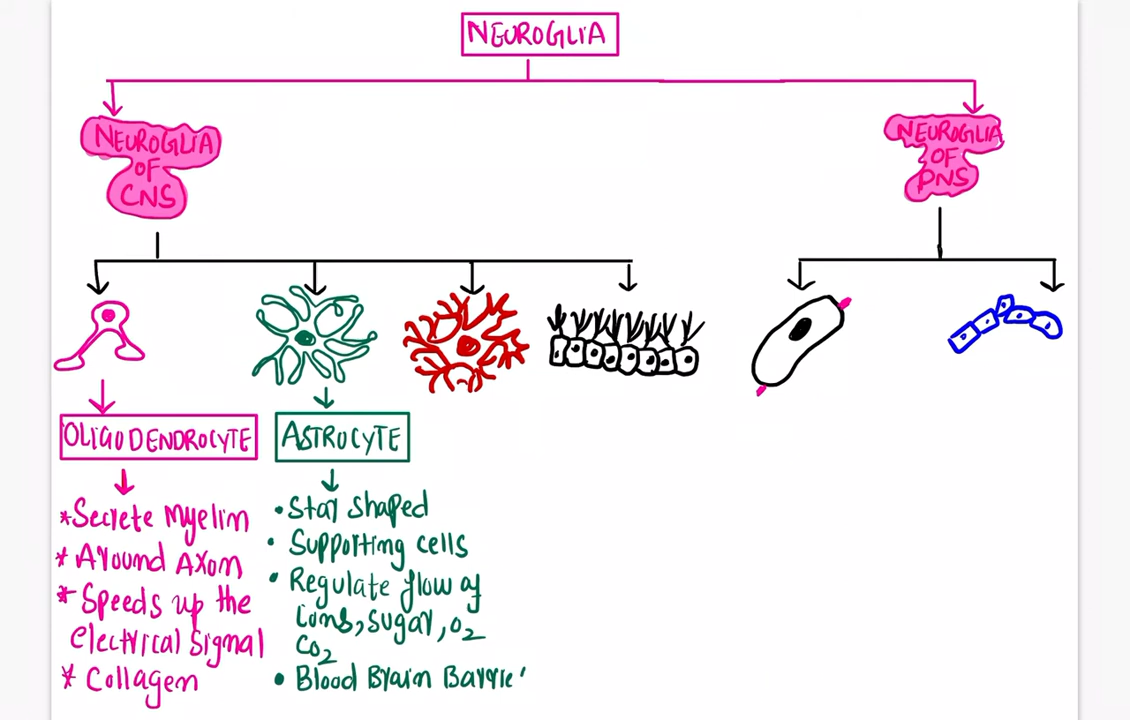 NEUROGLIA
NEUROGLIA
OF
CNS
NEUROGLIA
OF
PNS
OLIGODENDROCYTE
ASTROCYTE
*Secrete Myelin
* Around Axon
* Speeds up the
electrical signal
* Collagen
• Star shaped
• Supporting cells
• Regulate flow of
ions, sugar, O2
CO2
• Blood Brain Barrie